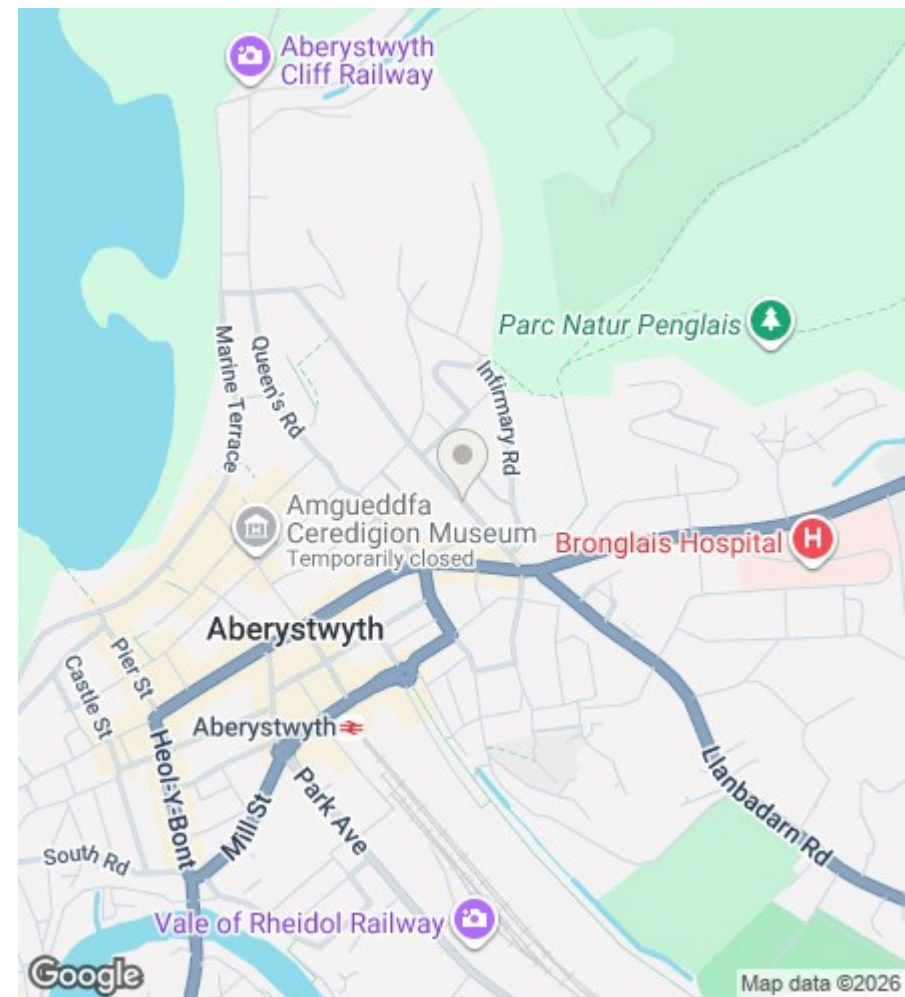 Aberystwyth
Cliff Railway
Parc Natur Penglais
Marine Terrace
Queen's Rd
Infirmary Rd
Amgueddfa
Ceredigion Museum
Temporarily closed
Bronglais Hospital
H
Aberystwyth
Pier St
Castle St
Aberystwyth
Heol-Y-Bont
Mill St
Park Ave
Llanbadarn Rd
South Rd
Vale of Rheidol Railway
Google
Map data ©2026